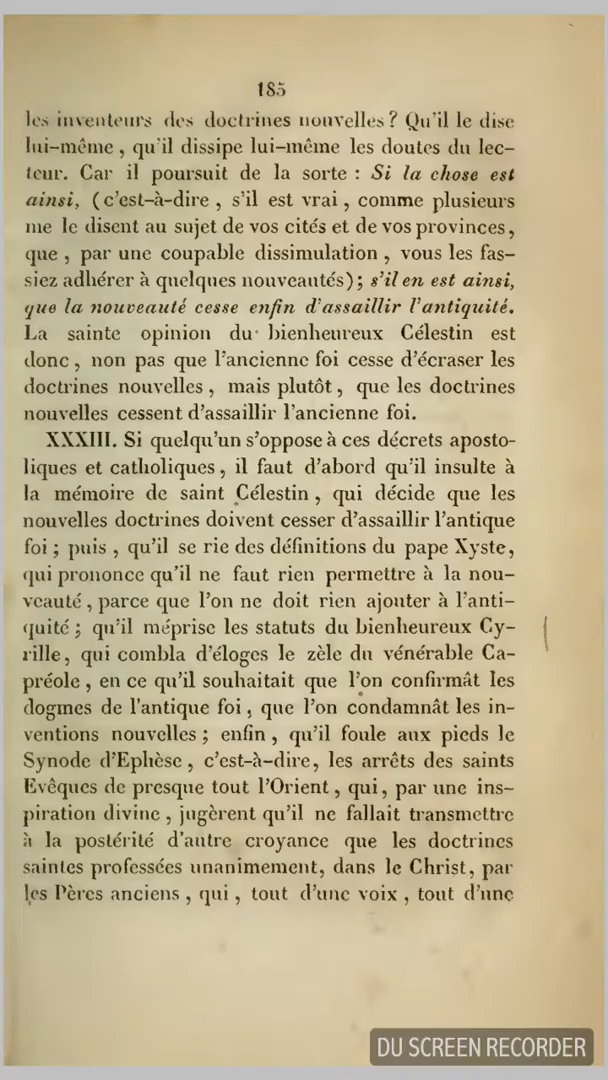 185
les inventeurs des doctrines nouvelles ? Qu'il le dise
lui-même , qu'il dissipe lui-même les doutes du lec-
teur. Car il poursuit de la sorte : Si la chose est
ainsi, ( c'est-à-dire , s'il est vrai , comme plusieurs
me le disent au sujet de vos cités et de vos provinces ,
que , par une coupable dissimulation , vous les fas-
siez adhérer à quelques nouveautés) ; s'il en est ainsi,
que la nouveauté cesse enfin d'assaillir l'antiquité.
La sainte opinion du bienheureux Célestin est
donc , non pas que l'ancienne foi cesse d'écraser les
doctrines nouvelles , mais plutôt , que les doctrines
nouvelles cessent d'assaillir l'ancienne foi.
XXXIII. Si quelqu'un s'oppose à ces décrets aposto-
liques et catholiques , il faut d'abord qu'il insulte à
la mémoire de saint Célestin , qui décide que les
nouvelles doctrines doivent cesser d'assaillir l'antique
foi ; puis , qu'il se rie des définitions du pape Xyste,
qui prononce qu'il ne faut rien permettre à la nou-
veauté , parce que l'on ne doit rien ajouter à l'anti-
quité ; qu'il méprise les statuts du bienheureux Cy-
rille, qui combla d'éloges le zèle du vénérable Ca-
préole , en ce qu'il souhaitait que l'on confirmât les
dogmes de l'antique foi , que l'on condamnât les in-
ventions nouvelles ; enfin , qu'il foule aux pieds le
Synode d'Ephèse , c'est-à-dire, les arrêts des saints
Evêques de presque tout l'Orient , qui , par une ins-
piration divine , jugèrent qu'il ne fallait transmettre
à la postérité d'autre croyance que les doctrines
saintes professées unanimement, dans le Christ, par
les Pères anciens , qui , tout d'une voix , tout d'une
DU SCREEN RECORDER